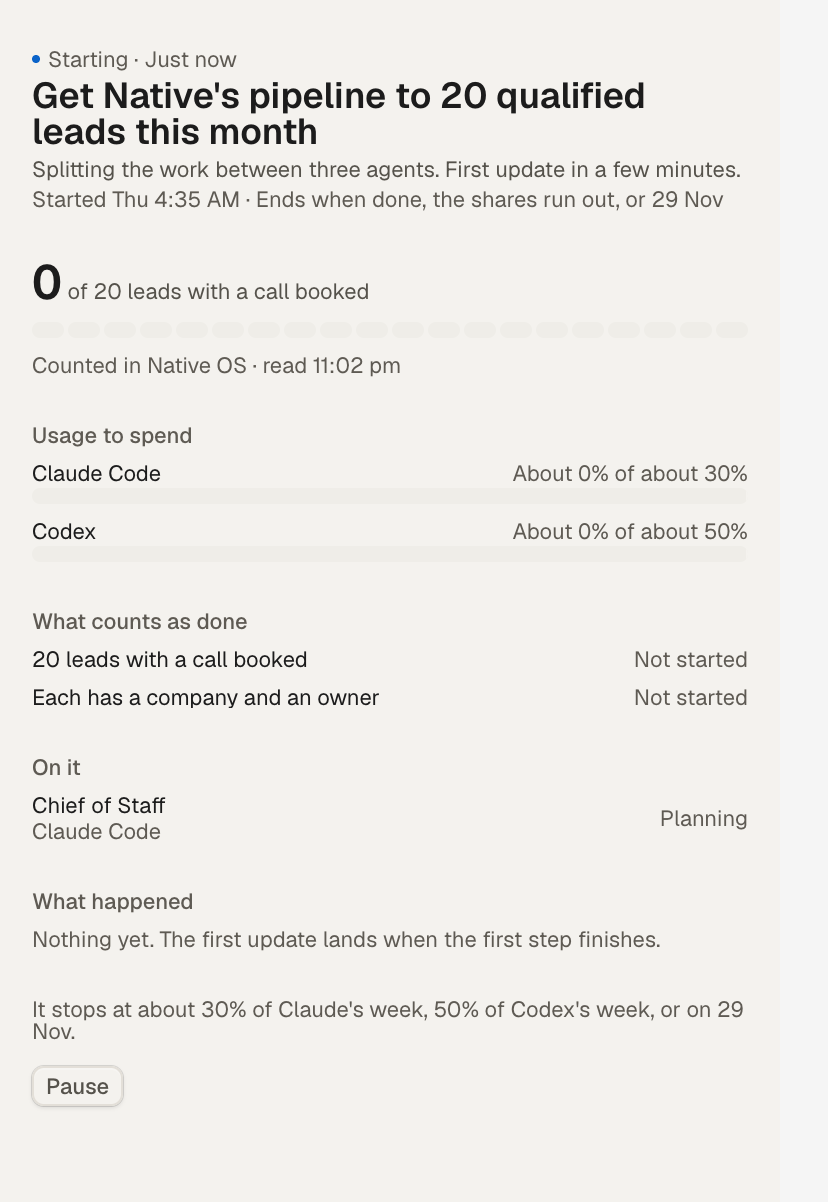 Starting · Just now
Get Native's pipeline to 20 qualified
leads this month
Splitting the work between three agents. First update in a few minutes.
Started Thu 4:35 AM · Ends when done, the shares run out, or 29 Nov
0 of 20 leads with a call booked
Counted in Native OS · read 11:02 pm
Usage to spend
Claude Code About 0% of about 30%
Codex About 0% of about 50%
What counts as done
20 leads with a call booked Not started
Each has a company and an owner Not started
On it
Chief of Staff
Claude Code
Planning
What happened
Nothing yet. The first update lands when the first step finishes.
It stops at about 30% of Claude's week, 50% of Codex's week, or on 29
Nov.
Pause